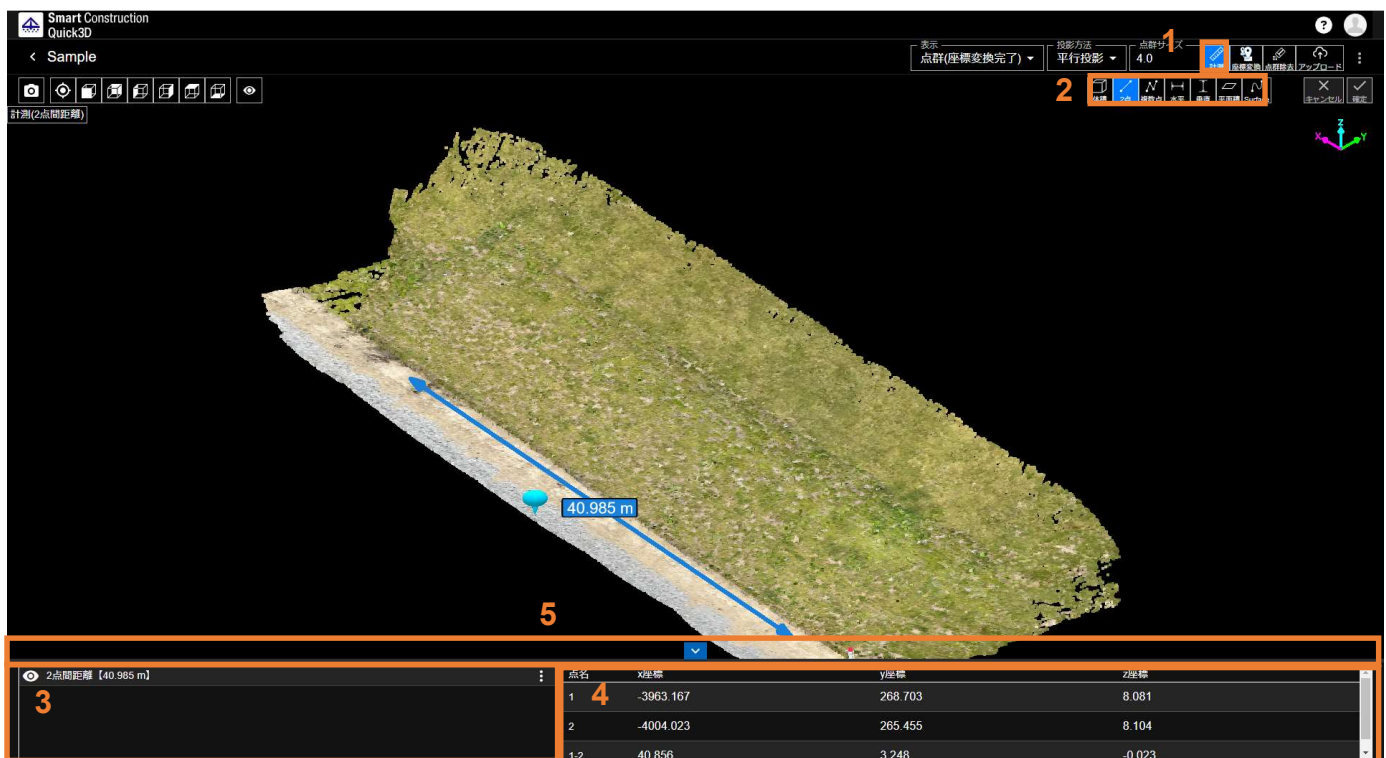 Smart Construction
Quick3D
?
< Sample
表示
点群(座標変換完了)
投影方法
平行投影
点群サイズ
4.0
1
計測
座標変換
点群除去
アップロード
2
体積
2点
複数点
水平
垂直
平面積
Surface
キャンセル
確定
計測(2点間距離)
Z
X
Y
40.985 m
5
2点間距離【40.985 m】
3
点名 x座標 y座標 z座標
1 -3963.167 268.703 8.081
4
2 -4004.023 265.455 8.104
1-2 40.856 3.248 -0.023